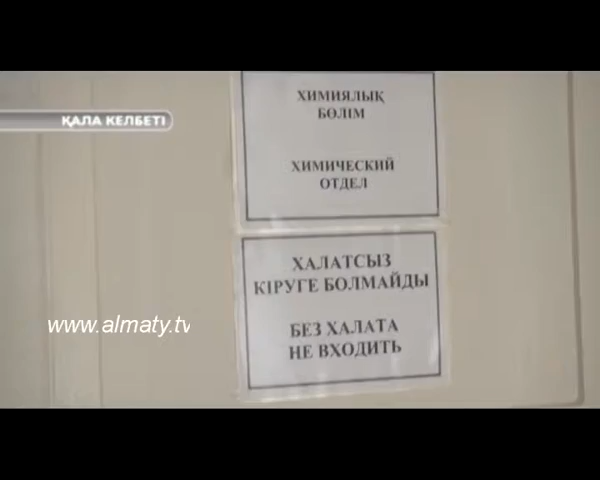 ХИМИЯЛЫҚ
БӨЛІМ
ХИМИЧЕСКИЙ
ОТДЕЛ
ҚАЛА КЕЛБЕТІ
ХАЛАТСЫЗ
КІРУГЕ БОЛМАЙДЫ
БЕЗ ХАЛАТА
НЕ ВХОДИТЬ
www.almaty.tv